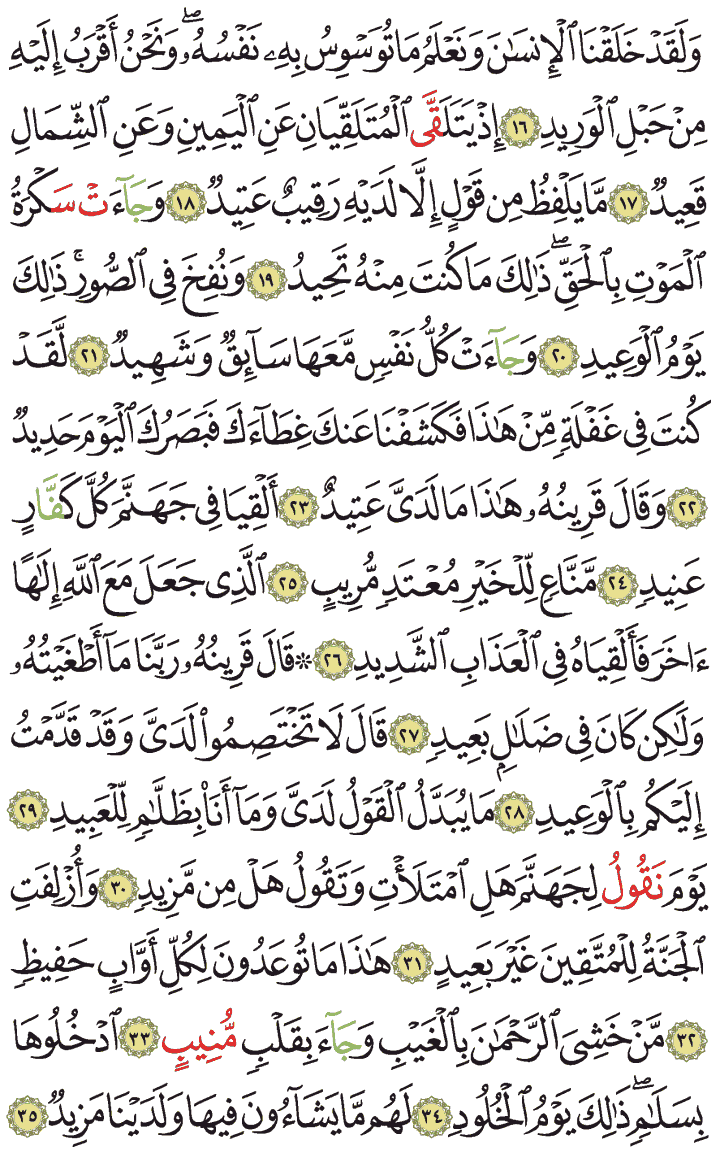 وَلَقَدْ خَلَقْنَا ٱلْإِنسَٰنَ وَنَعْلَمُ مَا تُوَسْوِسُ بِهِۦ نَفْسُهُۥۖ وَنَحْنُ أَقْرَبُ إِلَيْهِ
مِنْ حَبْلِ ٱلْوَرِيدِ ١٦ إِذْ يَتَلَقَّى ٱلْمُتَلَقِّيَانِ عَنِ ٱلْيَمِينِ وَعَنِ ٱلشِّمَالِ
قَعِيدٌ ١٧ مَّا يَلْفِظُ مِن قَوْلٍ إِلَّا لَدَيْهِ رَقِيبٌ عَتِيدٌ ١٨ وَجَآءَتْ سَكْرَةُ
ٱلْمَوْتِ بِٱلْحَقِّۖ ذَٰلِكَ مَا كُنتَ مِنْهُ تَحِيدُ ١٩ وَنُفِخَ فِى ٱلصُّورِۚ ذَٰلِكَ
يَوْمُ ٱلْوَعِيدِ ٢٠ وَجَآءَتْ كُلُّ نَفْسٍ مَّعَهَا سَآئِقٌ وَشَهِيدٌ ٢١ لَّقَدْ
كُنتَ فِى غَفْلَةٍ مِّنْ هَٰذَا فَكَشَفْنَا عَنكَ غِطَآءَكَ فَبَصَرُكَ ٱلْيَوْمَ حَدِيدٌ
٢٢ وَقَالَ قَرِينُهُۥ هَٰذَا مَا لَدَىَّ عَتِيدٌ ٢٣ أَلْقِيَا فِى جَهَنَّمَ كُلَّ كَفَّارٍ
عَنِيدٍ ٢٤ مَّنَّاعٍ لِّلْخَيْرِ مُعْتَدٍ مُّرِيبٍ ٢٥ ٱلَّذِى جَعَلَ مَعَ ٱللَّهِ إِلَٰهًا
ءَاخَرَ فَأَلْقِيَاهُ فِى ٱلْعَذَابِ ٱلشَّدِيدِ ٢٦ ۞ قَالَ قَرِينُهُۥ رَبَّنَا مَآ أَطْغَيْتُهُۥ
وَلَٰكِن كَانَ فِى ضَلَٰلٍۭ بَعِيدٍ ٢٧ قَالَ لَا تَخْتَصِمُوا۟ لَدَىَّ وَقَدْ قَدَّمْتُ
إِلَيْكُم بِٱلْوَعِيدِ ٢٨ مَا يُبَدَّلُ ٱلْقَوْلُ لَدَىَّ وَمَآ أَنَا۠ بِظَلَّٰمٍ لِّلْعَبِيدِ ٢٩
يَوْمَ نَقُولُ لِجَهَنَّمَ هَلِ ٱمْتَلَأْتِ وَتَقُولُ هَلْ مِن مَّزِيدٍ ٣٠ وَأُزْلِفَتِ
ٱلْجَنَّةُ لِلْمُتَّقِينَ غَيْرَ بَعِيدٍ ٣١ هَٰذَا مَا تُوعَدُونَ لِكُلِّ أَوَّابٍ حَفِيظٍ
٣٢ مَّنْ خَشِىَ ٱلرَّحْمَٰنَ بِٱلْغَيْبِ وَجَآءَ بِقَلْبٍ مُّنِيبٍ ٣٣ ٱدْخُلُوهَا
بِسَلَٰمٍۖ ذَٰلِكَ يَوْمُ ٱلْخُلُودِ ٣٤ لَهُم مَّا يَشَآءُونَ فِيهَا وَلَدَيْنَا مَزِيدٌ ٣٥